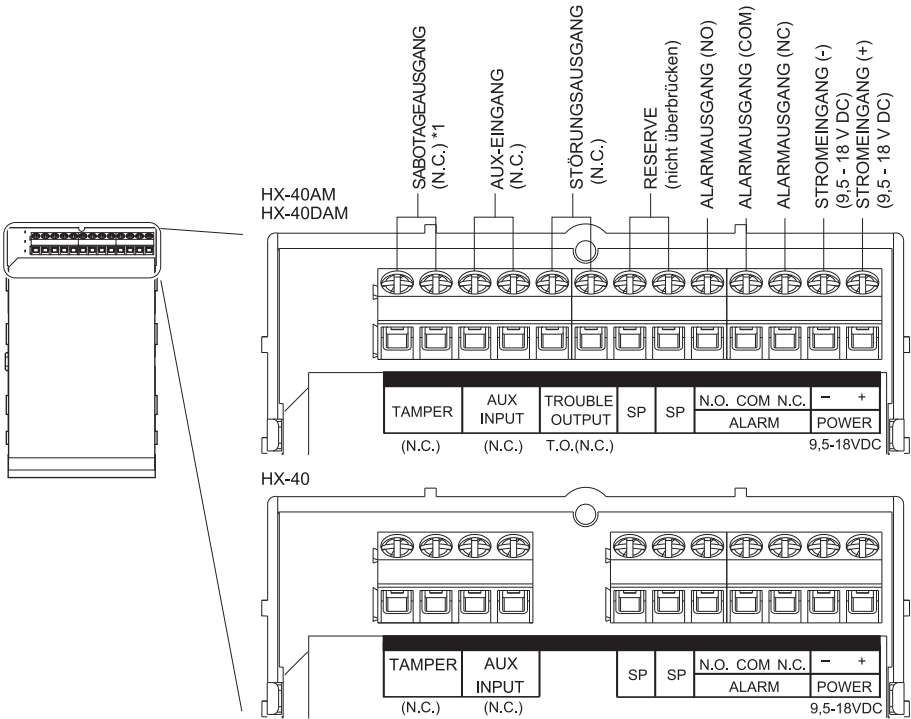 SABOTAGEAUSGANG
(N.C.) *1
AUX-EINGANG
(N.C.)
STÖRUNGSAUSGANG
(N.C.)
RESERVE
(nicht überbrücken)
ALARMAUSGANG (NO)
ALARMAUSGANG (COM)
ALARMAUSGANG (NC)
STROMEINGANG (-)
(9,5 - 18 V DC)
STROMEINGANG (+)
(9,5 - 18 V DC)
HX-40AM
HX-40DAM
TAMPER
(N.C.)
AUX
INPUT
(N.C.)
TROUBLE
OUTPUT
T.O.(N.C.)
SP
SP
N.O. COM N.C.
ALARM
− +
POWER
9,5-18VDC
HX-40
TAMPER
(N.C.)
AUX
INPUT
(N.C.)
SP
SP
N.O. COM N.C.
ALARM
− +
POWER
9,5-18VDC